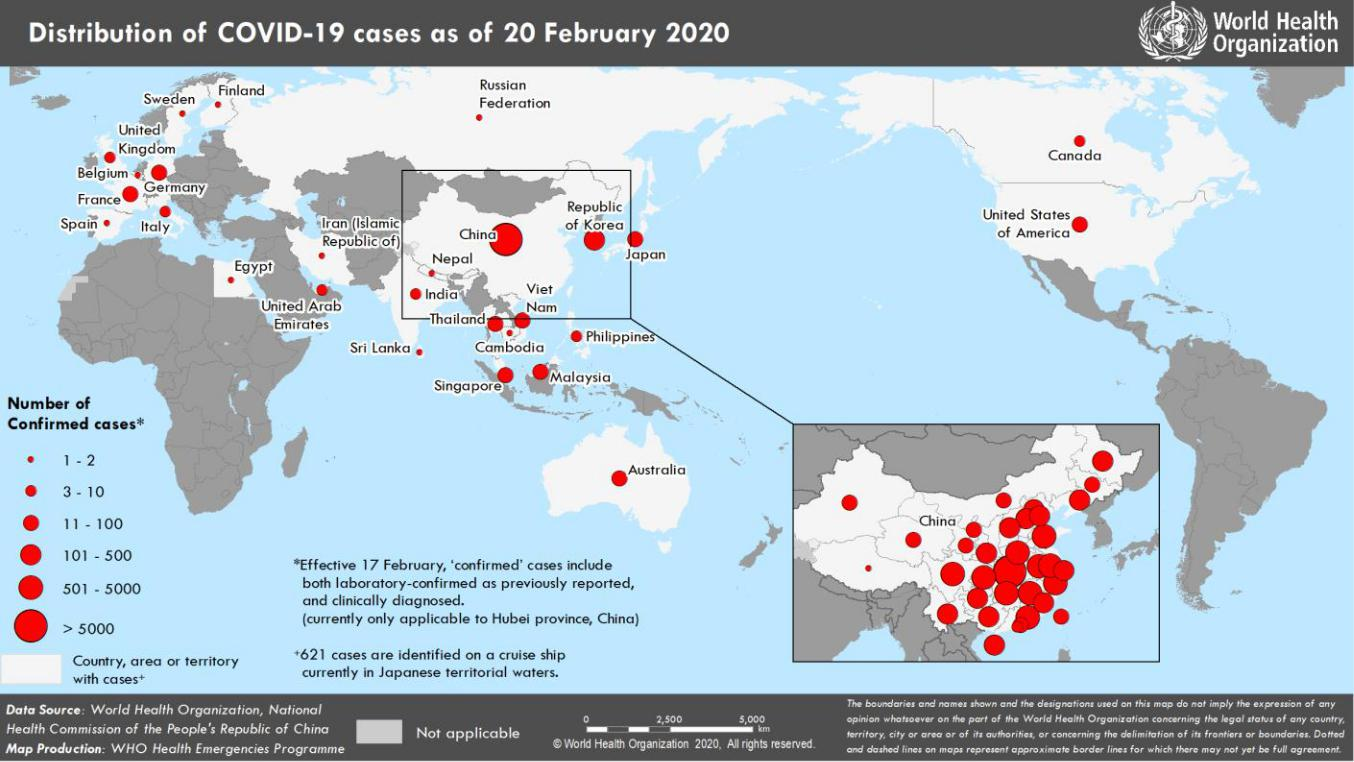 Distribution of COVID-19 cases as of 20 February 2020
World Health
Organization
Finland
Sweden
Russian
Federation
United
Kingdom
Belgium
Germany
France
Spain
Italy
Iran (Islamic
Republic of)
China
Republic
of Korea
Japan
Nepal
Egypt
India
United Arab
Emirates
Viet
Nam
Thailand
Cambodia
Philippines
Sri Lanka
Singapore
Malaysia
Australia
Canada
United States
of America
China
Number of
Confirmed cases*
1 - 2
3 - 10
11 - 100
101 - 500
501 - 5000
> 5000
Country, area or territory
with cases⁺
*Effective 17 February, ‘confirmed’ cases include
both laboratory-confirmed as previously reported,
and clinically diagnosed.
(currently only applicable to Hubei province, China)
⁺621 cases are identified on a cruise ship
currently in Japanese territorial waters.
Data Source: World Health Organization, National
Health Commission of the People's Republic of China
Map Production: WHO Health Emergencies Programme
Not applicable
0 2,500 5,000
km
© World Health Organization 2020, All rights reserved.
The boundaries and names shown and the designations used on this map do not imply the expression of any
opinion whatsoever on the part of the World Health Organization concerning the legal status of any country,
territory, city or area or of its authorities, or concerning the delimitation of its frontiers or boundaries. Dotted
and dashed lines on maps represent approximate border lines for which there may not yet be full agreement.